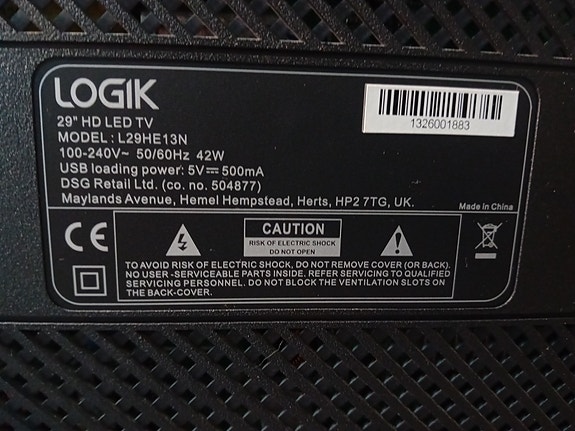 LOGIK
29" HD LED TV
MODEL : L29HE13N
100-240V~ 50/60Hz 42W
USB loading power: 5V⎓500mA
DSG Retail Ltd. (co. no. 504877)
Maylands Avenue, Hemel Hempstead, Herts, HP2 7TG, UK.
Made in China
1326001883
CE
CAUTION
RISK OF ELECTRIC SHOCK
DO NOT OPEN
TO AVOID RISK OF ELECTRIC SHOCK, DO NOT REMOVE COVER (OR BACK).
NO USER -SERVICEABLE PARTS INSIDE. REFER SERVICING TO QUALIFIED
SERVICING PERSONNEL. DO NOT BLOCK THE VENTILATION SLOTS ON
THE BACK-COVER.